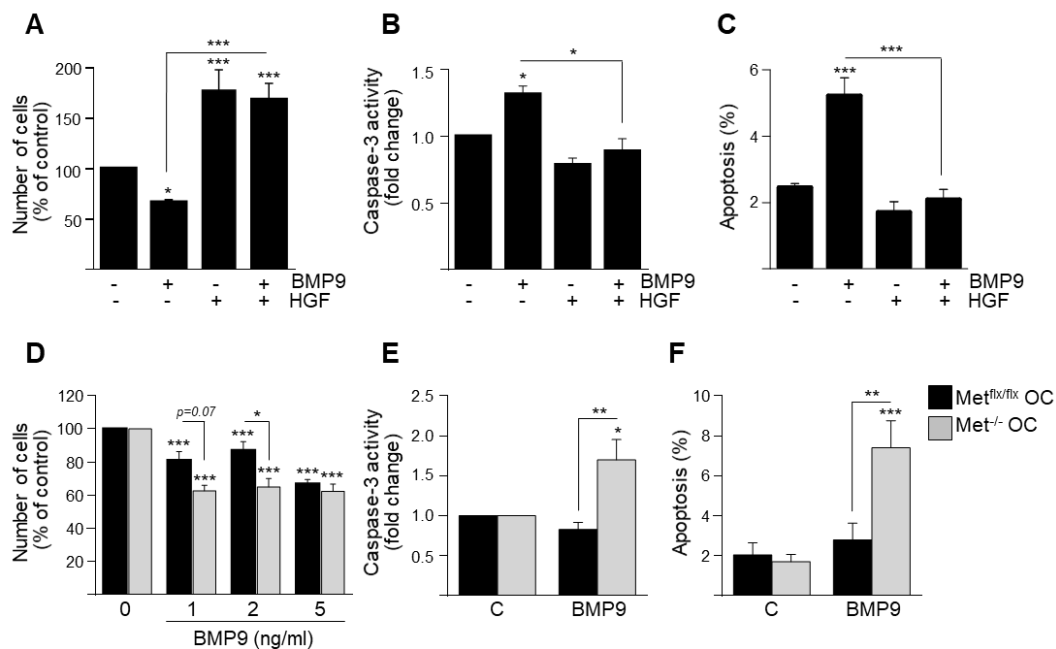 A
Number of cells
(% of control)
200
150
100
50
***
*
***
***
- + - + BMP9
- - + + HGF
B
Caspase-3 activity
(fold change)
1.5
1.0
0.5
*
*
- + - + BMP9
- - + + HGF
C
Apoptosis (%)
6
4
2
0
***
***
- + - + BMP9
- - + + HGF
D
Number of cells
(% of control)
120
100
80
60
40
20
p=0.07
*
*** *** *** *** *** ***
0 1 2 5
BMP9 (ng/ml)
E
Caspase-3 activity
(fold change)
2.5
2.0
1.5
1.0
0.5
**
*
C BMP9
F
Apoptosis (%)
10
8
6
4
2
**
***
C BMP9
Met^flx/flx OC
Met^-/- OC